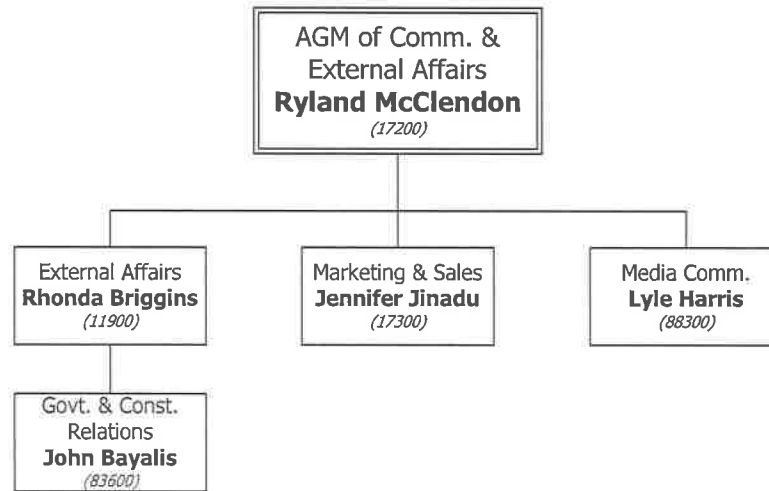 AGM of Comm. &
External Affairs
Ryland McClendon
(17200)
External Affairs
Rhonda Briggins
(11900)
Marketing & Sales
Jennifer Jinadu
(17300)
Media Comm.
Lyle Harris
(88300)
Govt. & Const.
Relations
John Bayalis
(83600)